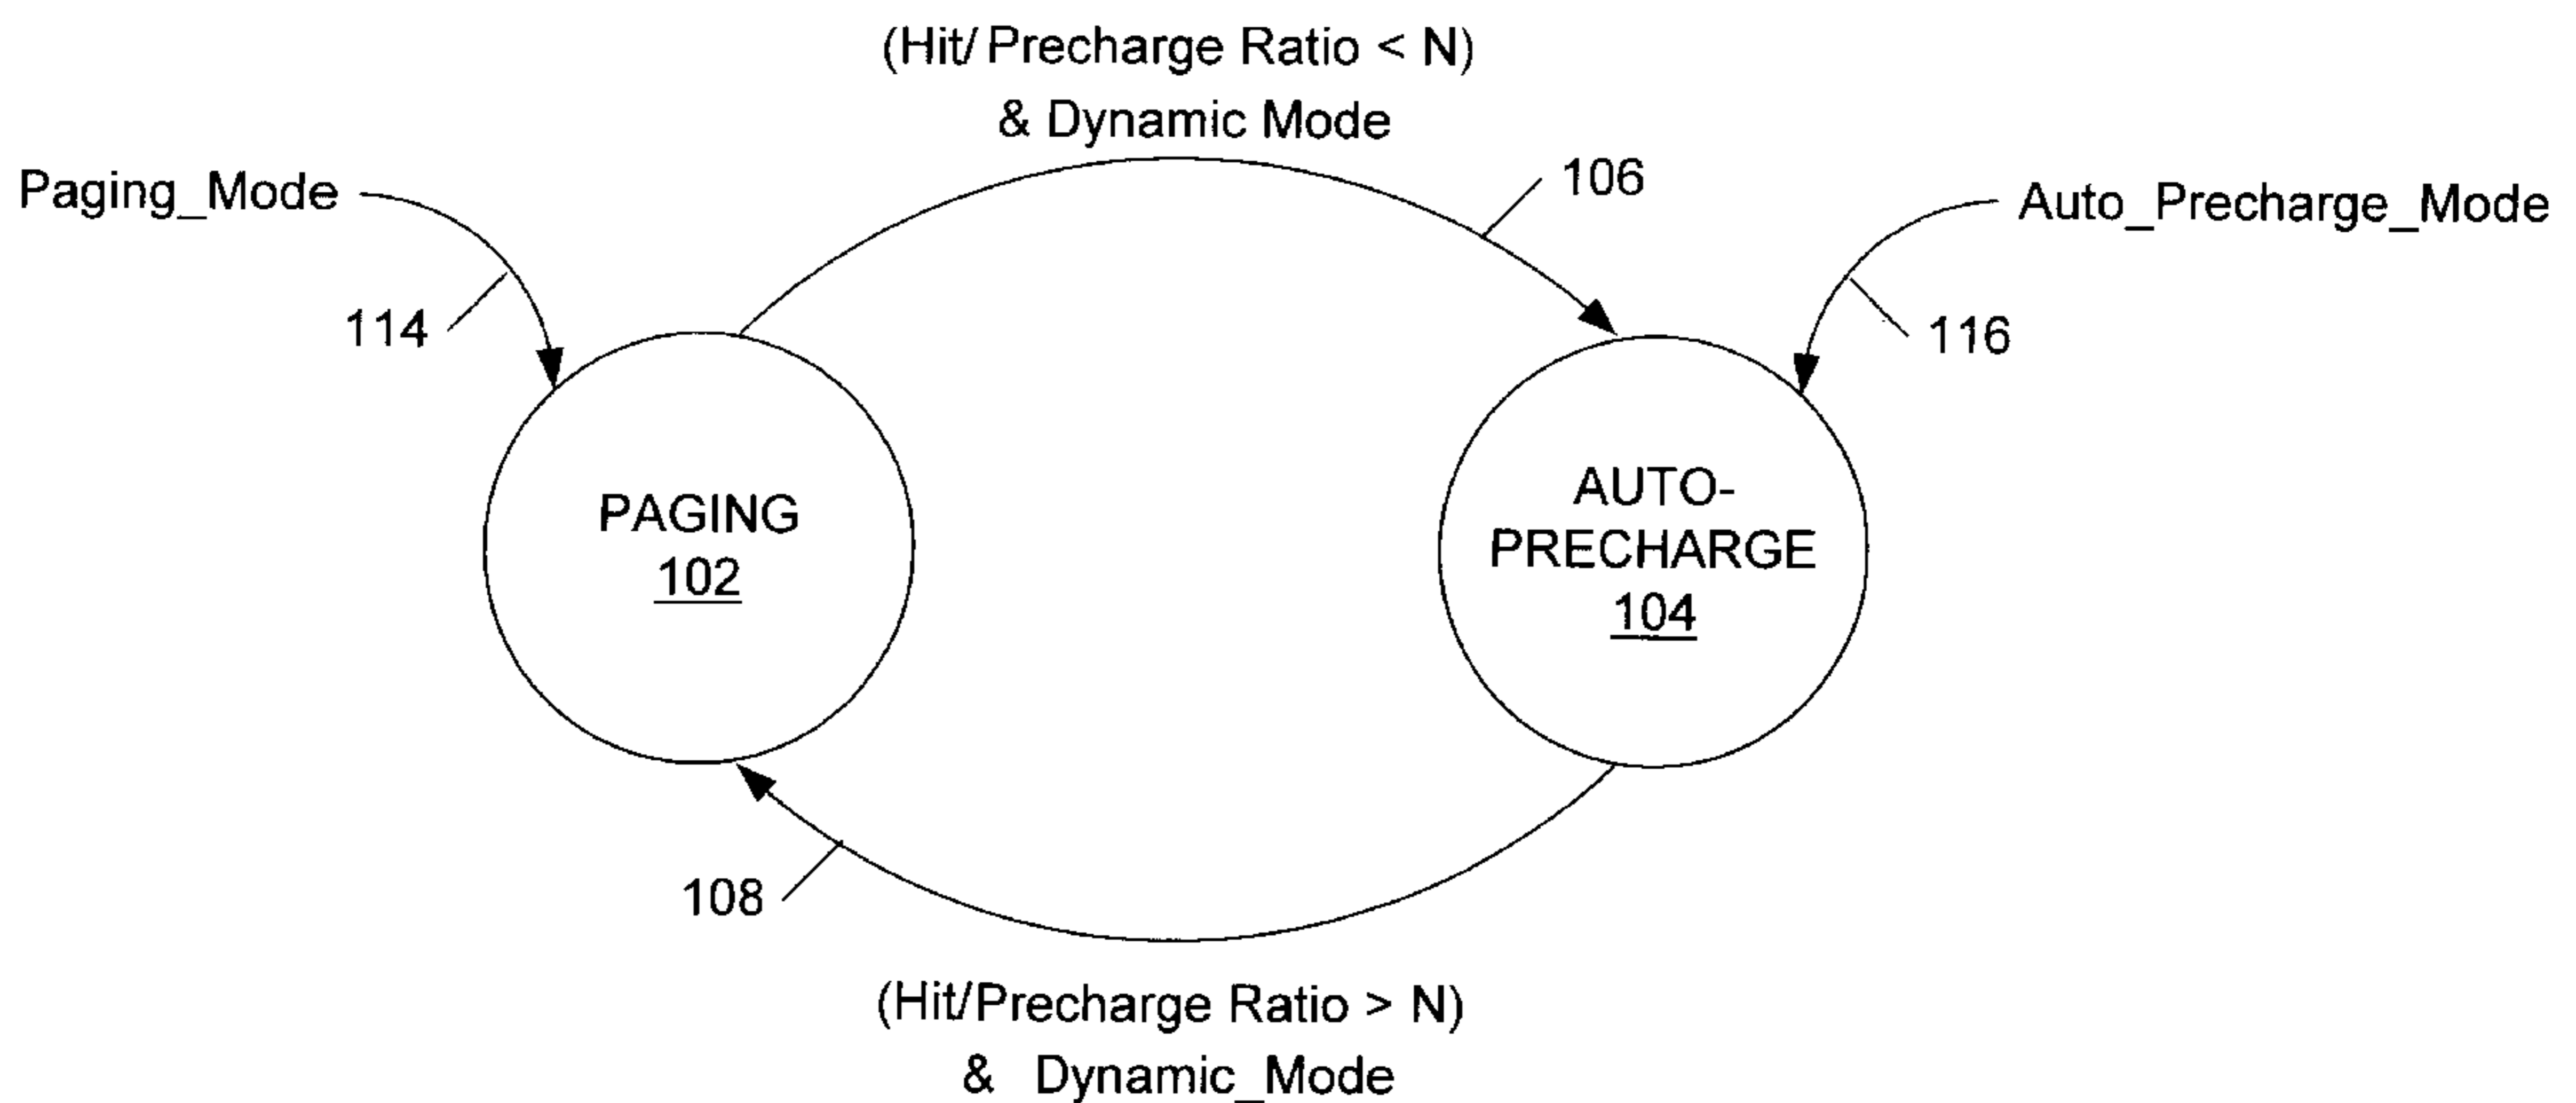 (Hit/ Precharge Ratio < N)
& Dynamic Mode
Paging_Mode
106
Auto_Precharge_Mode
114
116
PAGING
102
AUTO-
PRECHARGE
104
108
(Hit/Precharge Ratio > N)
& Dynamic_Mode